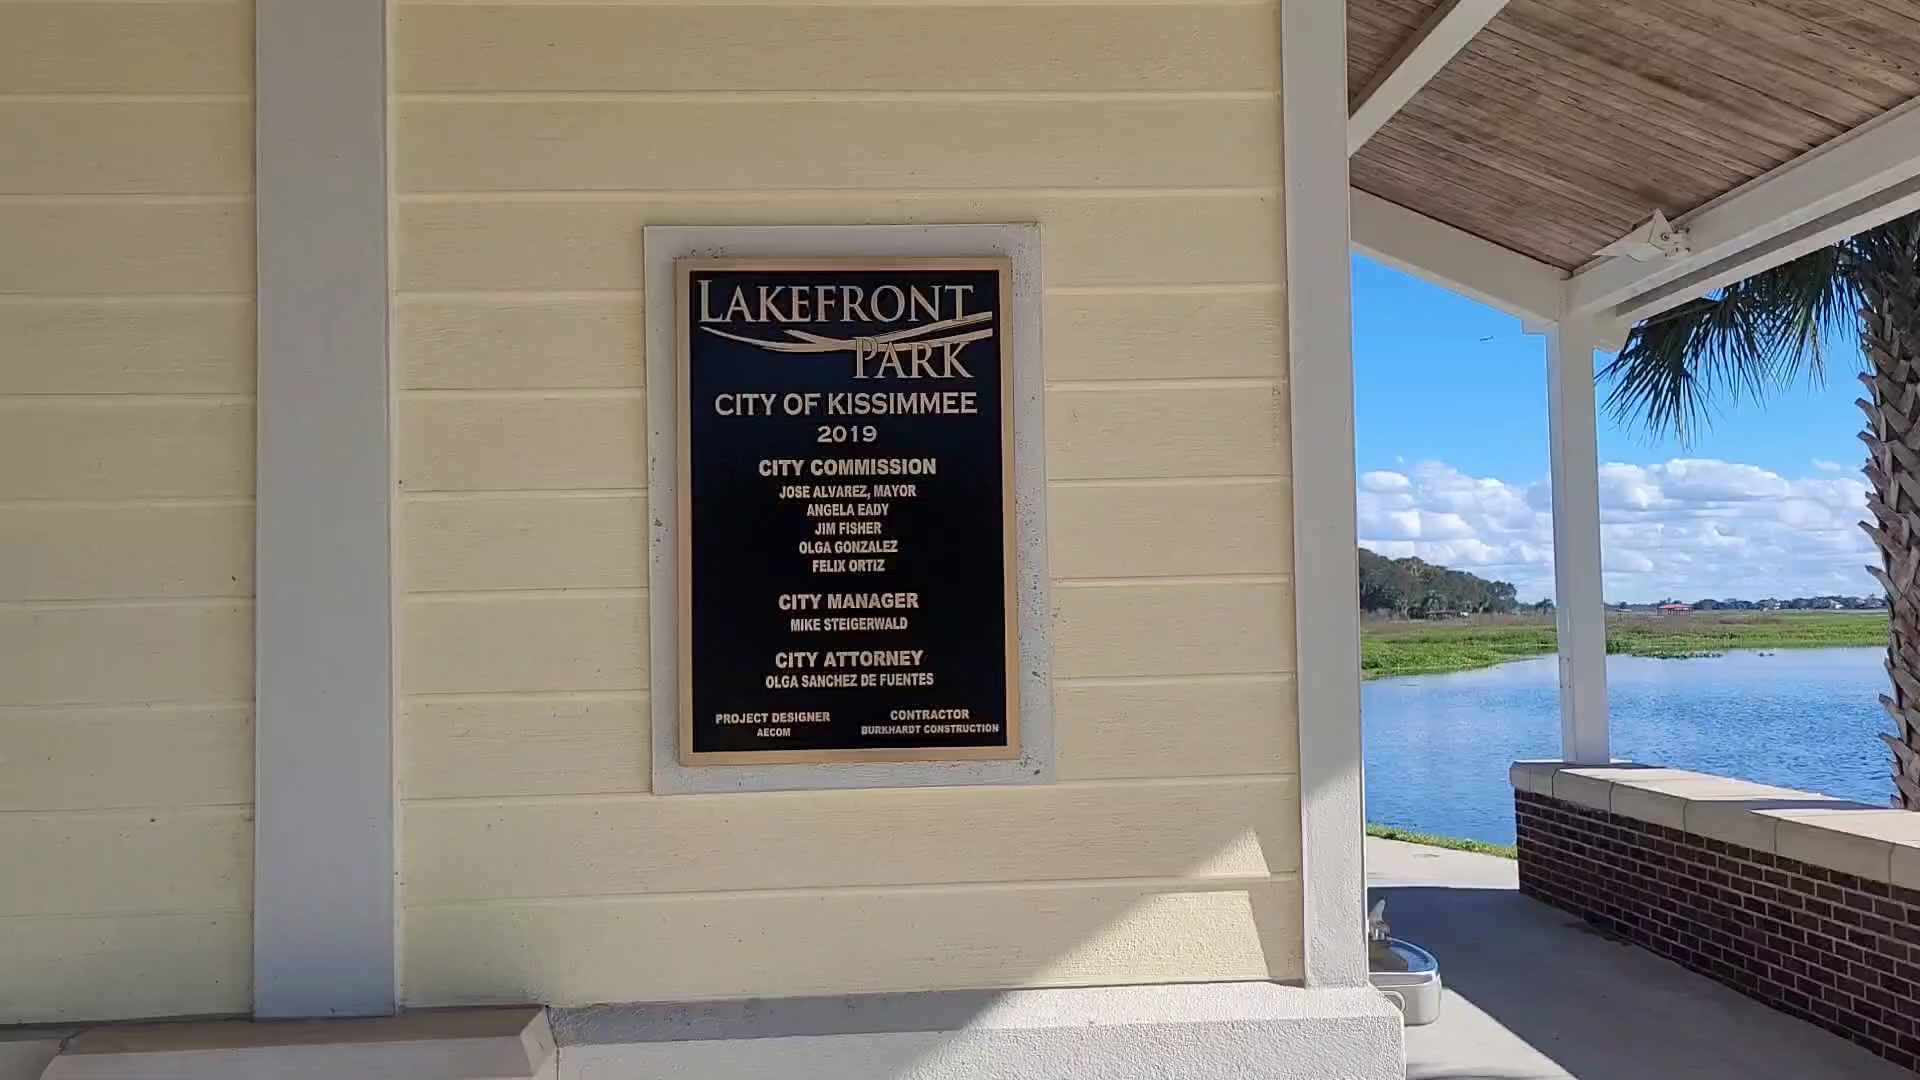 LAKEFRONT
PARK
CITY OF KISSIMMEE
2019
CITY COMMISSION
JOSE ALVAREZ, MAYOR
ANGELA EADY
JIM FISHER
OLGA GONZALEZ
FELIX ORTIZ
CITY MANAGER
MIKE STEIGERWALD
CITY ATTORNEY
OLGA SANCHEZ DE FUENTES
PROJECT DESIGNER
AECOM
CONTRACTOR
BURKHARDT CONSTRUCTION